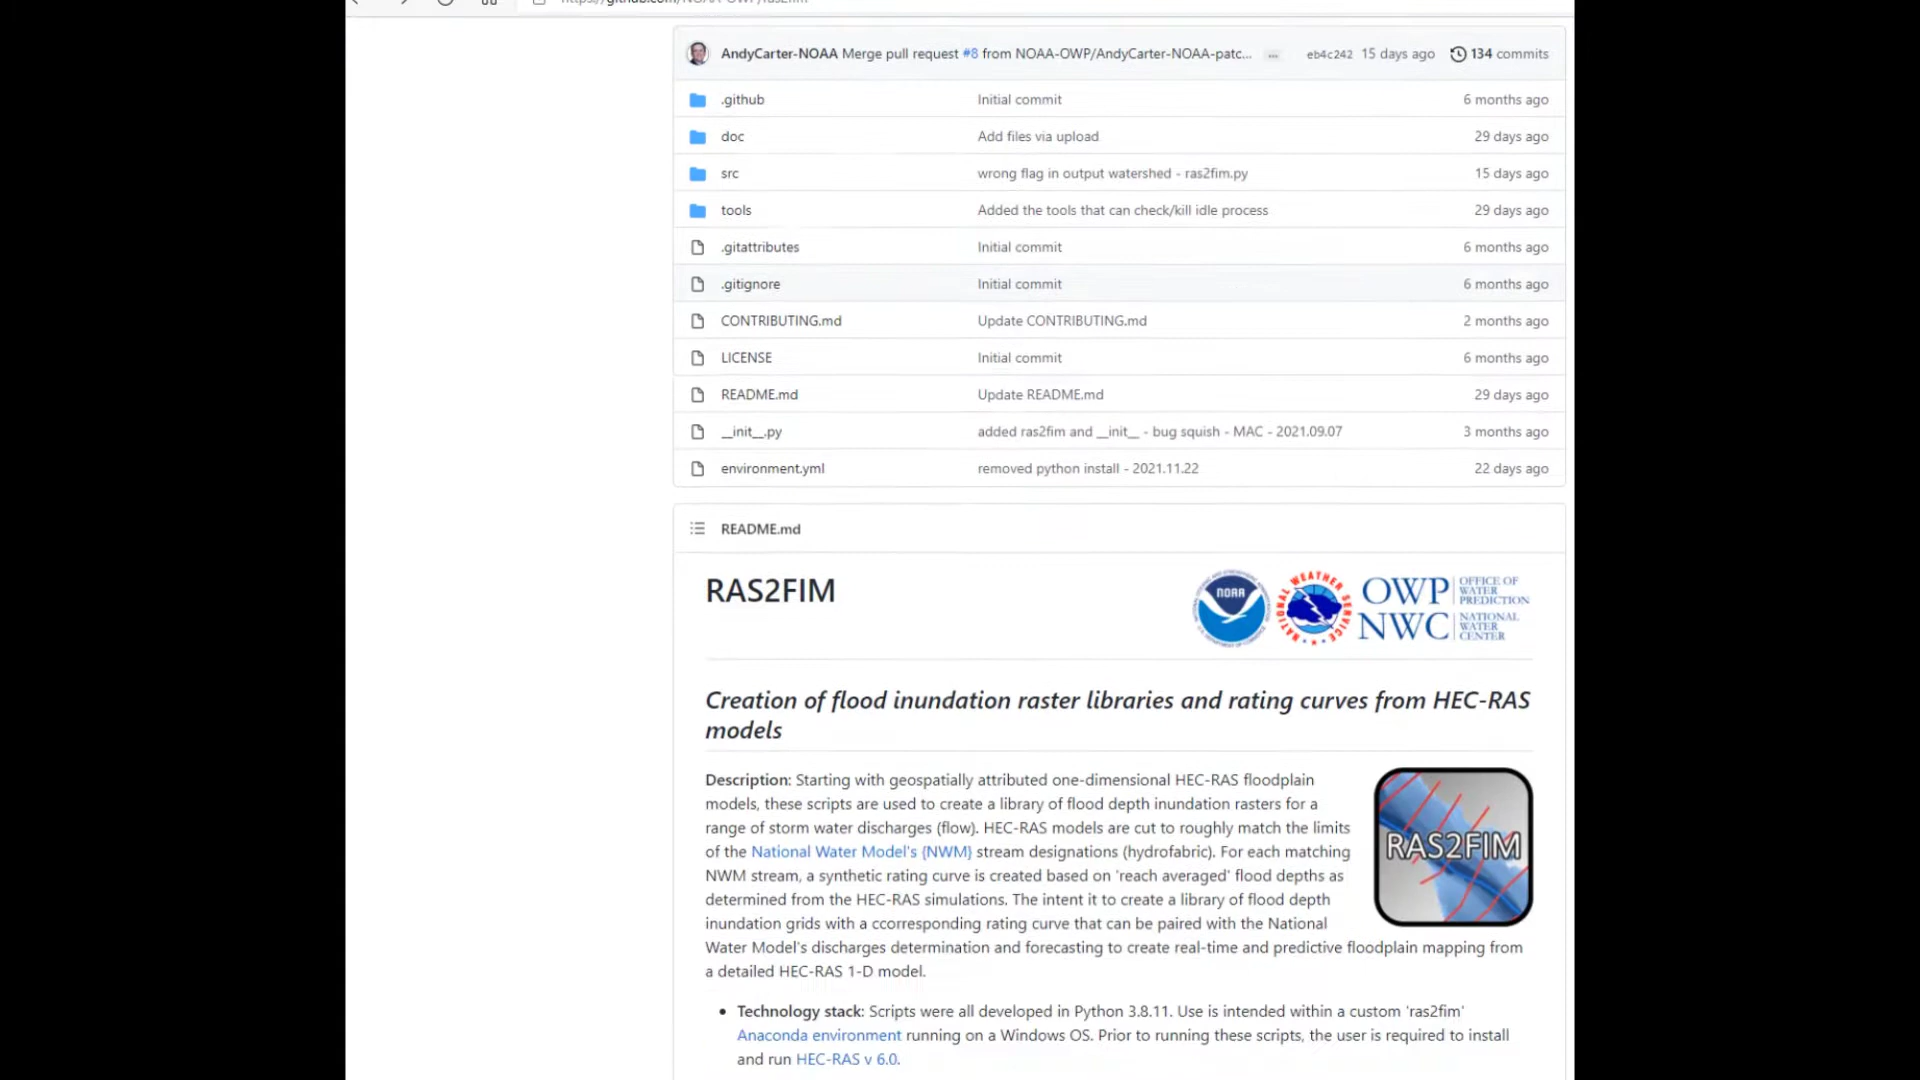 https://github.com/NOAA-OWP/ras2fim
AndyCarter-NOAA Merge pull request #8 from NOAA-OWP/AndyCarter-NOAA-patc... ... eb4c242 15 days ago 134 commits
.github Initial commit 6 months ago
doc Add files via upload 29 days ago
src wrong flag in output watershed - ras2fim.py 15 days ago
tools Added the tools that can check/kill idle process 29 days ago
.gitattributes Initial commit 6 months ago
.gitignore Initial commit 6 months ago
CONTRIBUTING.md Update CONTRIBUTING.md 2 months ago
LICENSE Initial commit 6 months ago
README.md Update README.md 29 days ago
__init__.py added ras2fim and __init__ - bug squish - MAC - 2021.09.07 3 months ago
environment.yml removed python install - 2021.11.22 22 days ago
README.md
RAS2FIM
NOAA
NATIONAL WEATHER SERVICE
OWP OFFICE OF WATER PREDICTION
NWC NATIONAL WATER CENTER
Creation of flood inundation raster libraries and rating curves from HEC-RAS
models
Description: Starting with geospatially attributed one-dimensional HEC-RAS floodplain
models, these scripts are used to create a library of flood depth inundation rasters for a
range of storm water discharges (flow). HEC-RAS models are cut to roughly match the limits
of the National Water Model's (NWM) stream designations (hydrofabric). For each matching
NWM stream, a synthetic rating curve is created based on 'reach averaged' flood depths as
determined from the HEC-RAS simulations. The intent it to create a library of flood depth
inundation grids with a ccorresponding rating curve that can be paired with the National
Water Model's discharges determination and forecasting to create real-time and predictive floodplain mapping from
a detailed HEC-RAS 1-D model.
RAS2FIM
Technology stack: Scripts were all developed in Python 3.8.11. Use is intended within a custom 'ras2fim'
Anaconda environment running on a Windows OS. Prior to running these scripts, the user is required to install
and run HEC-RAS v 6.0.